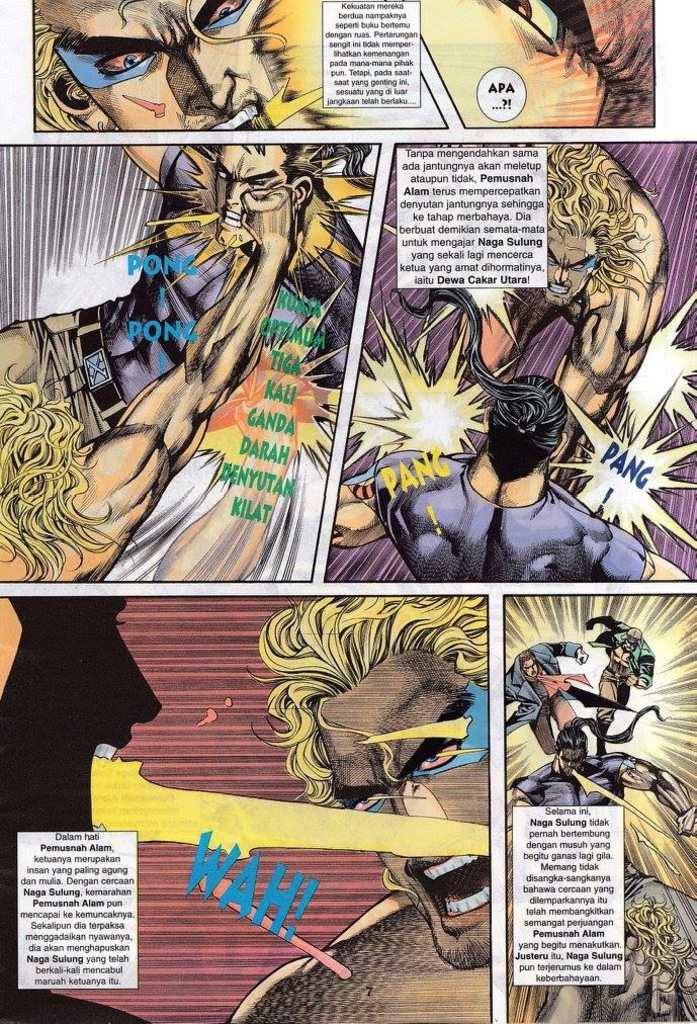 Kekuatan mereka
berdua nampaknya
seperti buku bertemu
dengan ruas. Pertarungan
sengit ini tidak memper-
lihatkan kemenangan
pada mana-mana pihak
pun. Tetapi, pada saat-
saat yang genting ini,
sesuatu yang di luar
jangkaan telah berlaku....
APA
...?!
PONG
!
PONG
!
KUASA
OPTIMUM
TIGA
KALI
GANDA
DARAH
DENYUTAN
KILAT
Tanpa mengendahkan sama
ada jantungnya akan meletup
ataupun tidak, Pemusnah
Alam terus mempercepatkan
denyutan jantungnya sehingga
ke tahap merbahaya. Dia
berbuat demikian semata-mata
untuk mengajar Naga Sulung
yang sekali lagi mencerca
ketua yang amat dihormatinya,
iaitu Dewa Cakar Utara!
PANG
!
PANG
!
WAH!
Dalam hati
Pemusnah Alam,
ketuanya merupakan
insan yang paling agung
dan mulia. Dengan cercaan
Naga Sulung, kemarahan
Pemusnah Alam pun
mencapai ke kemuncaknya.
Sekalipun dia terpaksa
menggadaikan nyawanya,
dia akan menghapuskan
Naga Sulung yang telah
berkali-kali mencabul
maruah ketuanya itu.
Selama ini,
Naga Sulung tidak
pernah bertembung
dengan musuh yang
begitu ganas lagi gila.
Memang tidak
disangka-sangkanya
bahawa cercaan yang
dilemparkannya itu
telah membangkitkan
semangat perjuangan
Pemusnah Alam
yang begitu menakutkan.
Justeru itu, Naga Sulung
pun terjerumus ke dalam
keberbahayaan.
7